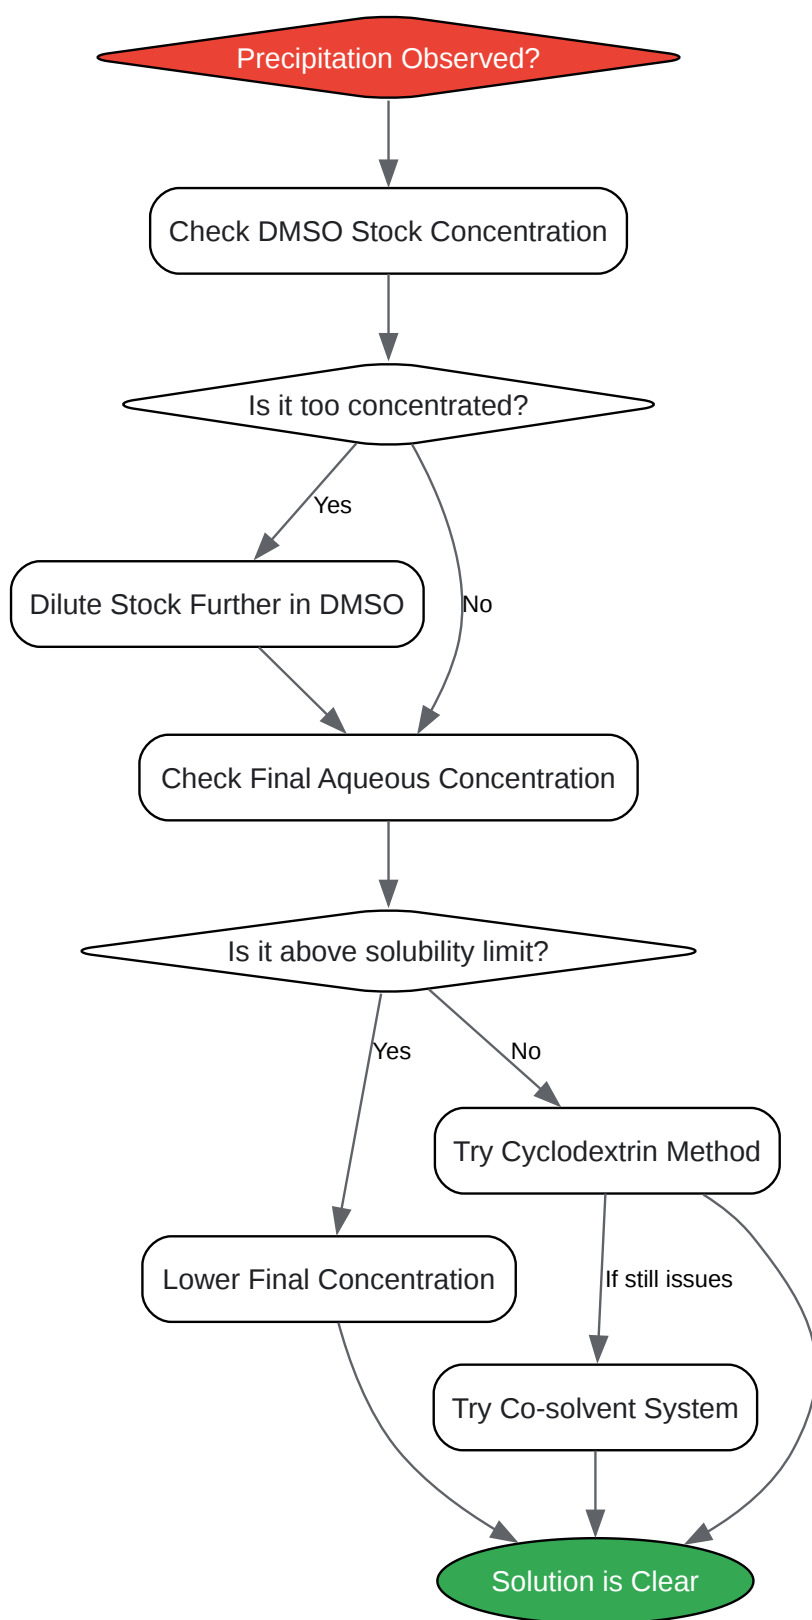 Precipitation Observed?
Check DMSO Stock Concentration
Is it too concentrated?
Yes
Dilute Stock Further in DMSO
No
Check Final Aqueous Concentration
Is it above solubility limit?
Yes
No
Try Cyclodextrin Method
Lower Final Concentration
If still issues
Try Co-solvent System
Solution is Clear